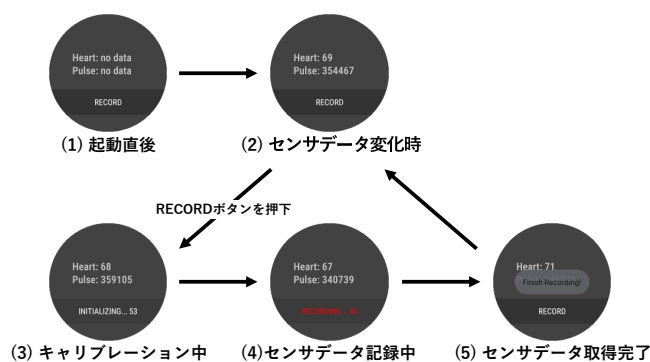 Heart: no data
Pulse: no data
RECORD
(1) 起動直後
Heart: 69
Pulse: 354467
RECORD
(2) センサデータ変化時
RECORDボタンを押下
Heart: 68
Pulse: 359105
INITIALIZING... 53
(3) キャリブレーション中
Heart: 67
Pulse: 340739
RECORDING...
(4)センサデータ記録中
Heart: 71
Finish Recording!
RECORD
(5) センサデータ取得完了